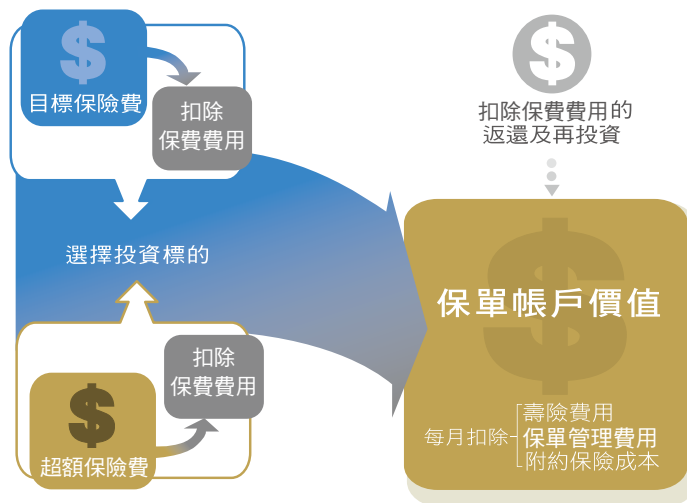 $
目標保險費
扣除
保費費用
選擇投資標的
扣除
保費費用
$
超額保險費
$
扣除保費費用的
返還及再投資
$
保單帳戶價值
每月扣除
壽險費用
保單管理費用
附約保險成本